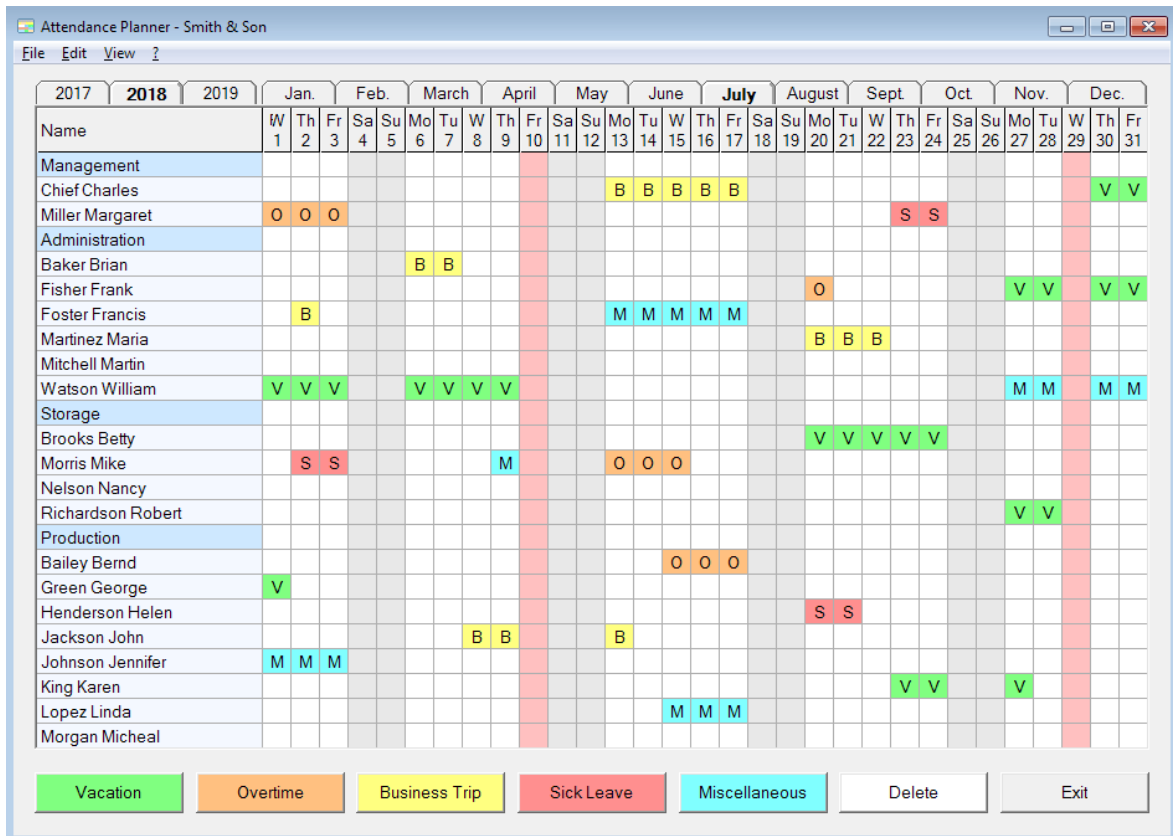 Attendance Planner - Smith & Son
File Edit View ?
2017 2018 2019 Jan. Feb. March April May June July August Sept. Oct. Nov. Dec.
Name W Th Fr Sa Su Mo Tu W Th Fr Sa Su Mo Tu W Th Fr Sa Su Mo Tu W Th Fr Sa Su Mo Tu W Th Fr
1 2 3 4 5 6 7 8 9 10 11 12 13 14 15 16 17 18 19 20 21 22 23 24 25 26 27 28 29 30 31
Management
Chief Charles B B B B B V V
Miller Margaret O O O S S
Administration
Baker Brian B B
Fisher Frank O V V V V
Foster Francis B M M M M M
Martinez Maria B B B
Mitchell Martin
Watson William V V V V V V V M M M M
Storage
Brooks Betty V V V V V
Morris Mike S S M O O O
Nelson Nancy
Richardson Robert V V
Production
Bailey Bernd O O O
Green George V
Henderson Helen S S
Jackson John B B B
Johnson Jennifer M M M
King Karen V V V
Lopez Linda M M M
Morgan Micheal
Vacation Overtime Business Trip Sick Leave Miscellaneous Delete Exit